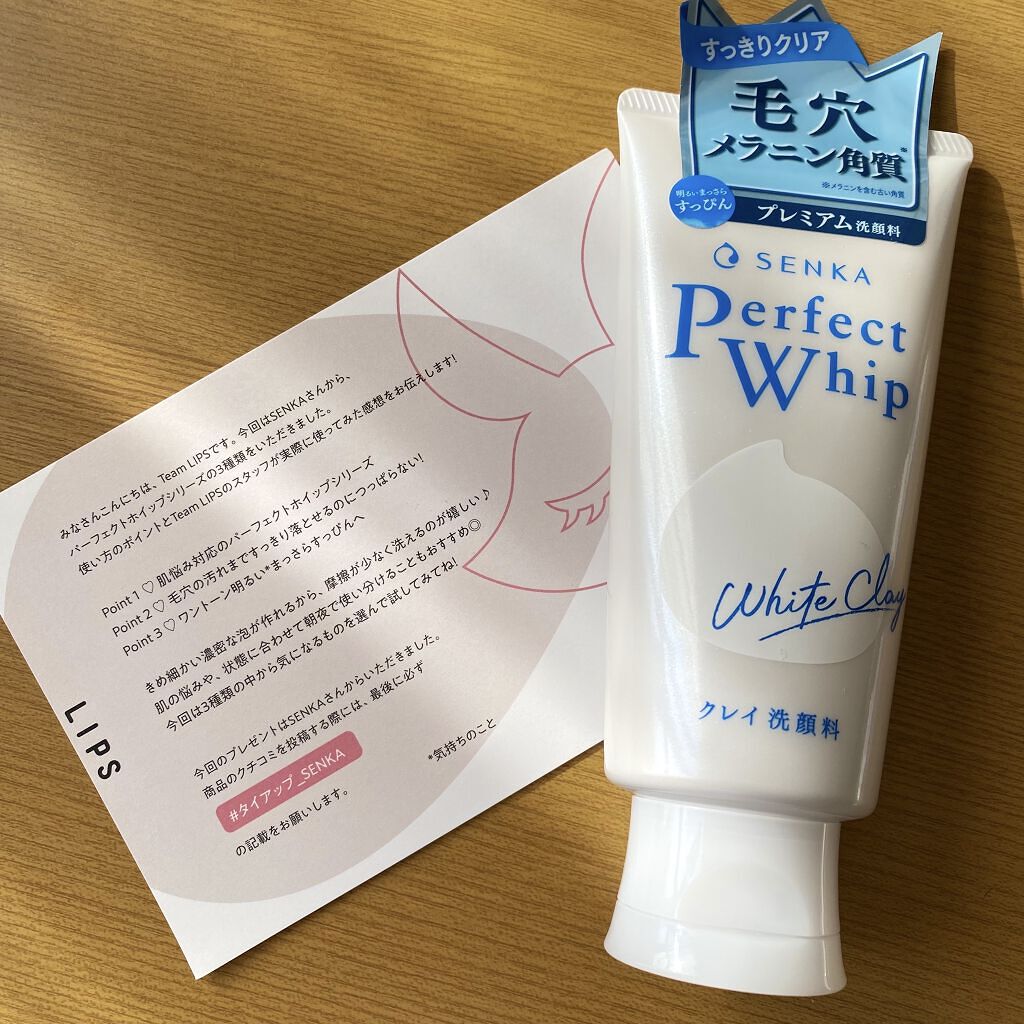 みなさんこんにちは、Team LIPSです。今回はSENKAさんから、
パーフェクトホイップシリーズの3種類をいただきました。
使い方のポイントとTeam LIPSのスタッフが実際に使ってみた感想をお伝えします!
Point 1 ♡ 肌悩み対応のパーフェクトホイップシリーズ
Point 2 ♡ 毛穴の汚れまですっきり落とせるのにつっぱらない!
Point 3 ♡ ワントーン明るい*まっさらすっぴんへ
きめ細かい濃密な泡が作れるから、摩擦が少なく洗えるのが嬉しい♪
肌の悩みや、状態に合わせて朝夜で使い分けることもおすすめ◎
今回は3種類の中から気になるものを選んで試してみてね!
今回のプレゼントはSENKAさんからいただきました。
商品のクチコミを投稿する際には、最後に必ず
#タイアップ_SENKA
の記載をお願いします。
*気持ちのこと
LIPS
すっきりクリア
毛穴
メラニン角質※
※メラニンを含む古い角質
明るいまっさら
すっぴん
プレミアム洗顔料
SENKA
Perfect
Whip
White Clay
クレイ 洗顔料